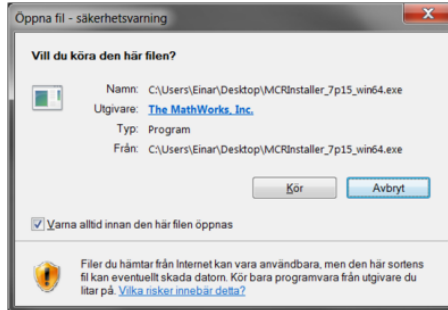 Öppna fil - säkerhetsvarning
Vill du köra den här filen?
Namn: C:\Users\Einar\Desktop\MCRInstaller_7p15_win64.exe
Utgivare: The MathWorks, Inc.
Typ: Program
Från: C:\Users\Einar\Desktop\MCRInstaller_7p15_win64.exe
Kör Avbryt
Varna alltid innan den här filen öppnas
Filer du hämtar från Internet kan vara användbara, men den här sortens
fil kan eventuellt skada datorn. Kör bara programvara från utgivare du
litar på. Vilka risker innebär detta?